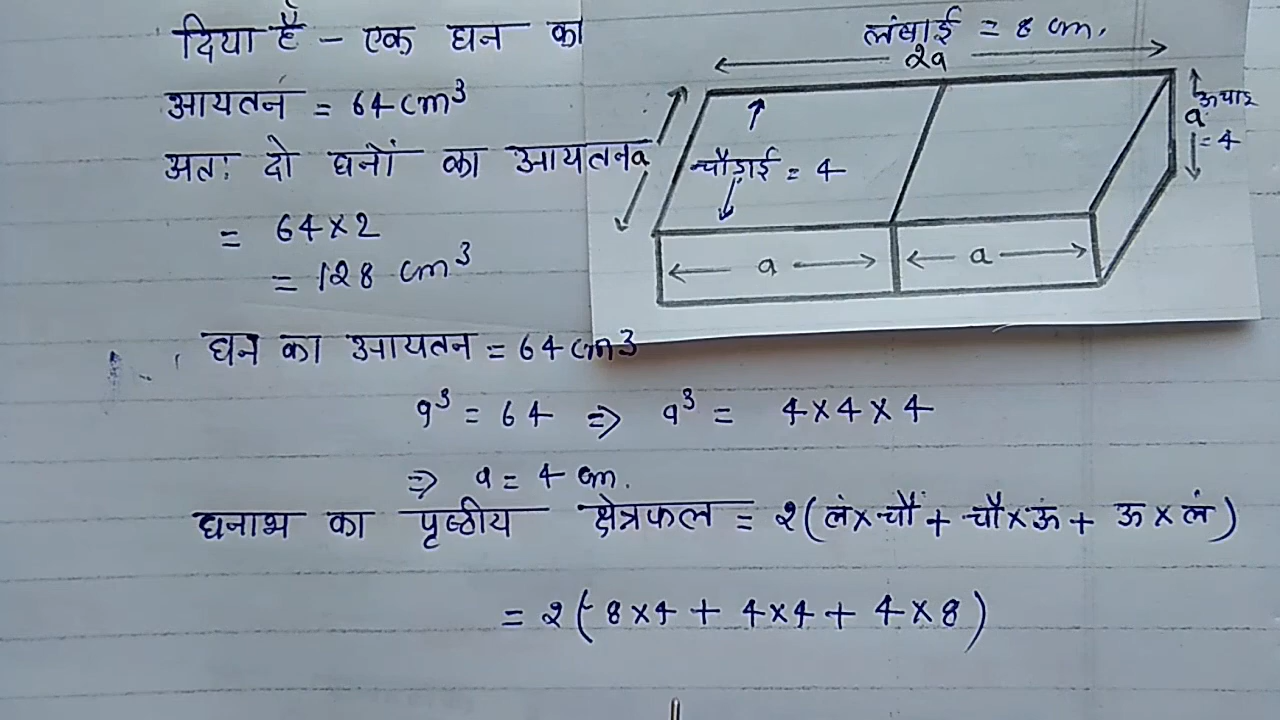 दिया है - एक घन का
आयतन = 64 cm³
अतः दो घनों का आयतन
= 64 × 2
= 128 cm³
लंबाई = 8 cm.
2a
a
चौड़ाई = 4
ऊंचाई
a
= 4
a
a
घन का आयतन = 64 cm³
a³ = 64 ⇒ a³ = 4 × 4 × 4
⇒ a = 4 cm.
घनाभ का पृष्ठीय क्षेत्रफल = 2(लं × चौं + चौ × ऊं + ऊ × लं)
= 2(8 × 4 + 4 × 4 + 4 × 8)